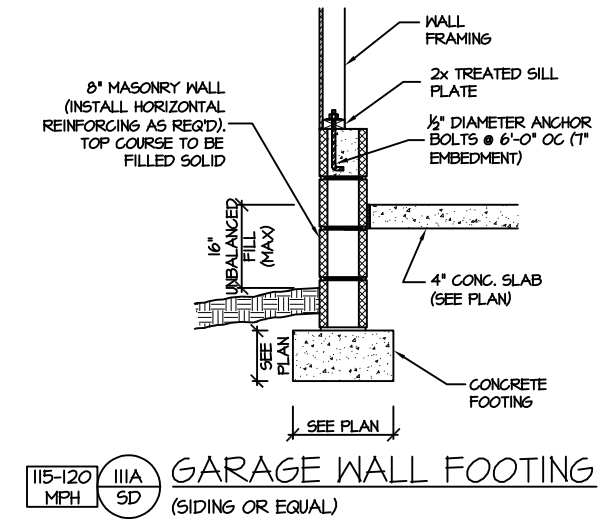 WALL
FRAMING
2x TREATED SILL
PLATE
½" DIAMETER ANCHOR
BOLTS @ 6'-0" OC (7"
EMBEDMENT)
8" MASONRY WALL
(INSTALL HORIZONTAL
REINFORCING AS REQ'D).
TOP COURSE TO BE
FILLED SOLID
16"
UNBALANCED
FILL
(MAX)
4" CONC. SLAB
(SEE PLAN)
SEE
PLAN
CONCRETE
FOOTING
SEE PLAN
115-120
MPH
111A
SD
GARAGE WALL FOOTING
(SIDING OR EQUAL)